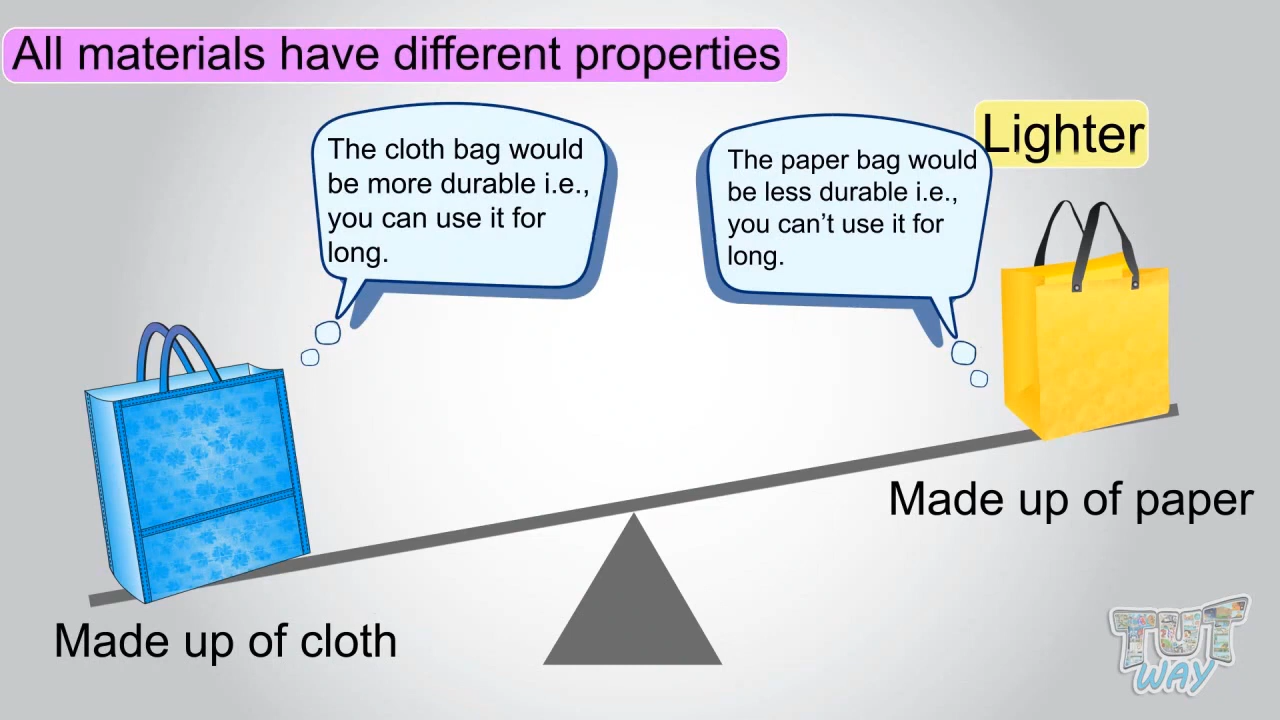 All materials have different properties
The cloth bag would
be more durable i.e.,
you can use it for
long.
The paper bag would
be less durable i.e.,
you can’t use it for
long.
Lighter
Made up of paper
Made up of cloth
TUT
WAY